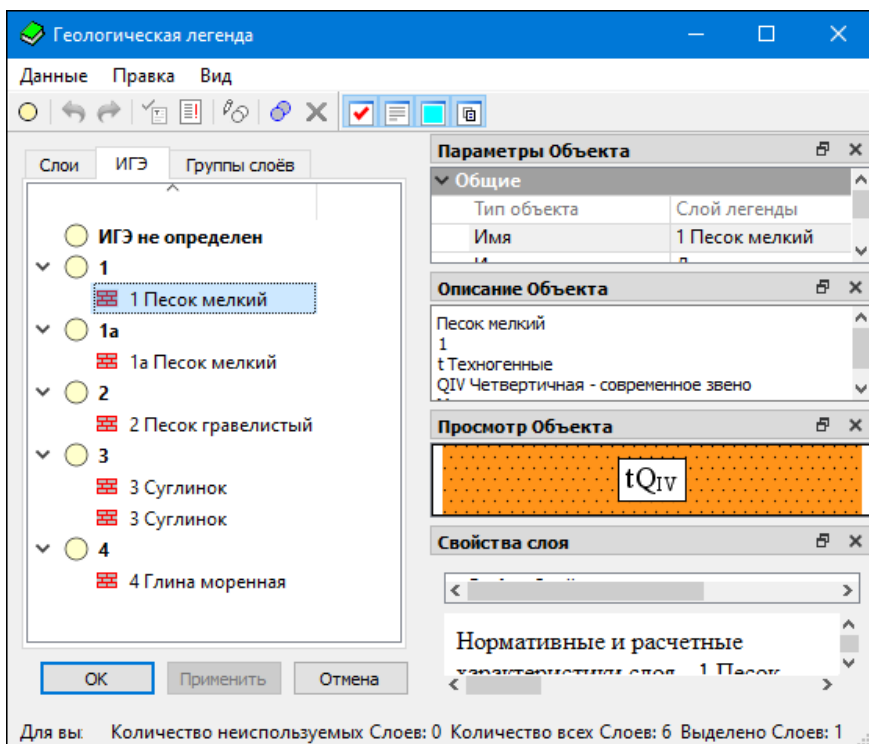 Геологическая легенда
Данные Правка Вид
Слои ИГЭ Группы слоёв
ИГЭ не определен
1
1 Песок мелкий
1а
1а Песок мелкий
2
2 Песок гравелистый
3
3 Суглинок
3 Суглинок
4
4 Глина моренная
ОК Применить Отмена
Параметры Объекта
Общие
Тип объекта Слой легенды
Имя 1 Песок мелкий
Описание Объекта
Песок мелкий
1
t Техногенные
QIV Четвертичная - современное звено
Просмотр Объекта
tQIV
Свойства слоя
Нормативные и расчетные
характеристики слоя 1 Песок
Для вы Количество неиспользуемых Слоев: 0 Количество всех Слоев: 6 Выделено Слоев: 1